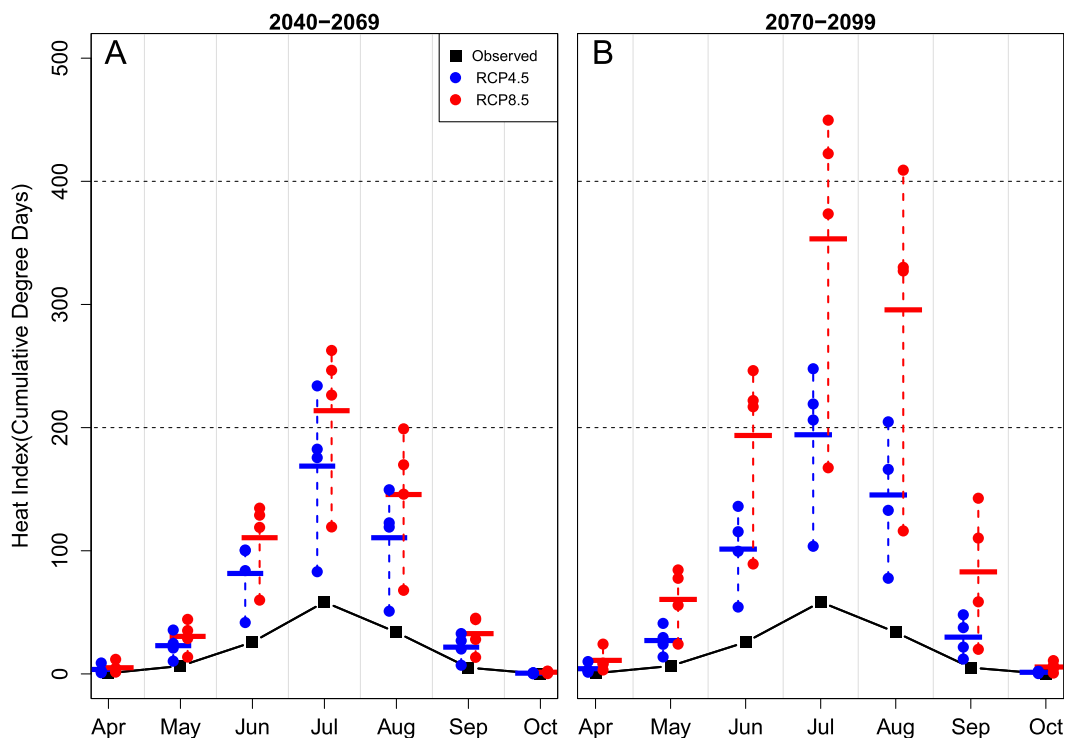 2040−2069
2070−2099
A
B
Observed
RCP4.5
RCP8.5
Heat Index(Cumulative Degree Days)
500
400
300
200
100
0
Apr May Jun Jul Aug Sep Oct
Apr May Jun Jul Aug Sep Oct